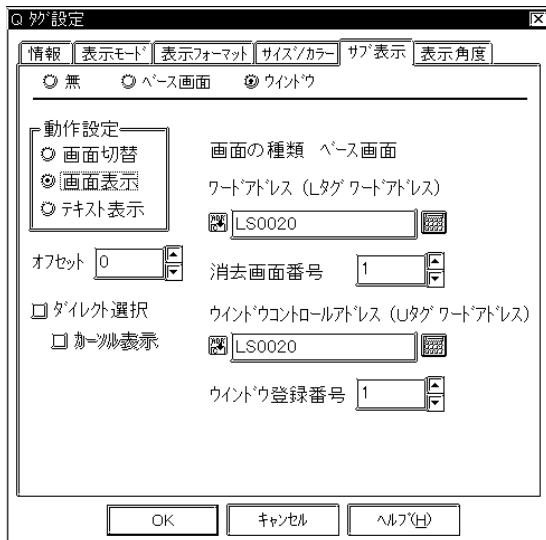 Q ﾀｸﾞ設定
情報 表示ﾓｰﾄﾞ 表示ﾌｫｰﾏｯﾄ ｻｲｽﾞ/ｶﾗｰ ｻﾌﾞ表示 表示角度
無 ﾍﾞｰｽ画面 ｳｨﾝﾄﾞｳ
動作設定
画面切替
画面表示
ﾃｷｽﾄ表示
画面の種類 ﾍﾞｰｽ画面
ﾜｰﾄﾞｱﾄﾞﾚｽ (Lﾀｸﾞ ﾜｰﾄﾞｱﾄﾞﾚｽ)
LS0020
ｵﾌｾｯﾄ 0
消去画面番号 1
ﾀﾞｲﾚｸﾄ選択
ｶｰｿﾙ表示
ｳｲﾝﾄﾞｳｺﾝﾄﾛｰﾙｱﾄﾞﾚｽ (Uﾀｸﾞ ﾜｰﾄﾞｱﾄﾞﾚｽ)
LS0020
ｳｲﾝﾄﾞｳ登録番号 1
OK ｷｬﾝｾﾙ ﾍﾙﾌﾟ(H)